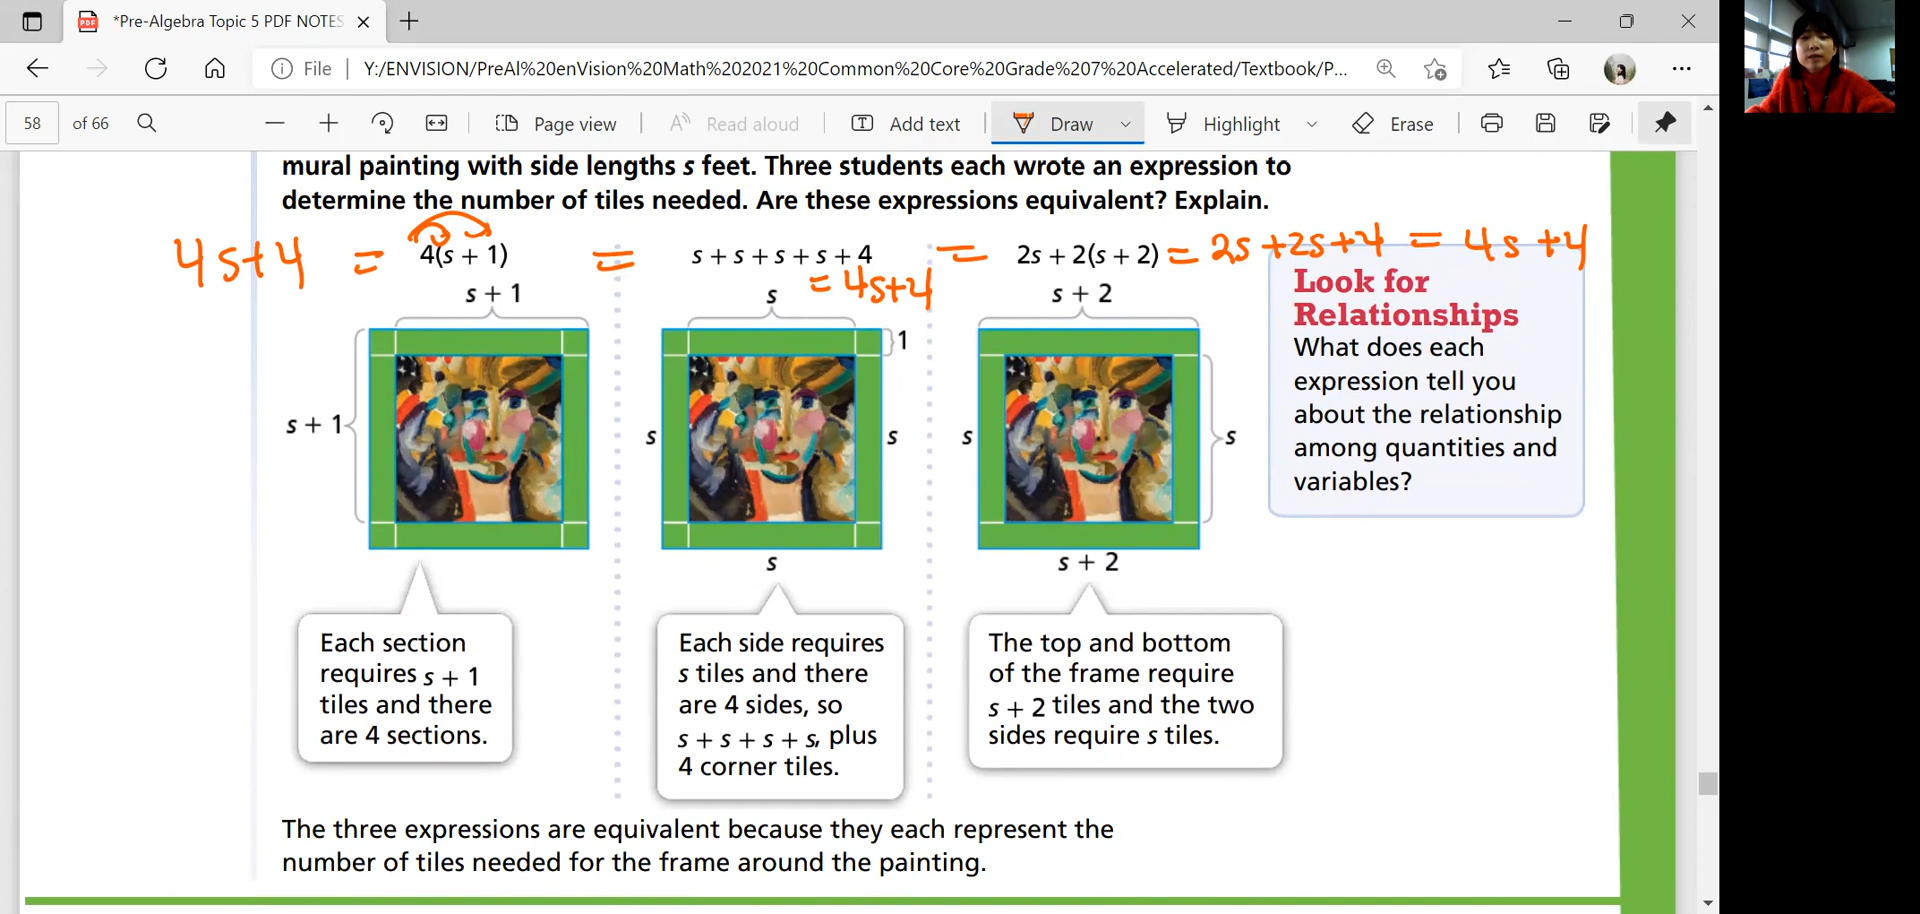 *Pre-Algebra Topic 5 PDF NOTES
File Y:/ENVISION/PreAl%20enVision%20Math%202021%20Common%20Core%20Grade%207%20Accelerated/Textbook/P...
58 of 66 Page view Read aloud Add text Draw Highlight Erase
mural painting with side lengths s feet. Three students each wrote an expression to
determine the number of tiles needed. Are these expressions equivalent? Explain.
4s+4 = 4(s + 1) = s + s + s + s + 4 = 2s + 2(s + 2) = 2s+2s+4 = 4s+4
= 4s+4
s + 1
s
s + 2
1
s + 1
s
s
s
s
s
s + 2
Each section
requires s + 1
tiles and there
are 4 sections.
Each side requires
s tiles and there
are 4 sides, so
s + s + s + s, plus
4 corner tiles.
The top and bottom
of the frame require
s + 2 tiles and the two
sides require s tiles.
Look for
Relationships
What does each
expression tell you
about the relationship
among quantities and
variables?
The three expressions are equivalent because they each represent the
number of tiles needed for the frame around the painting.